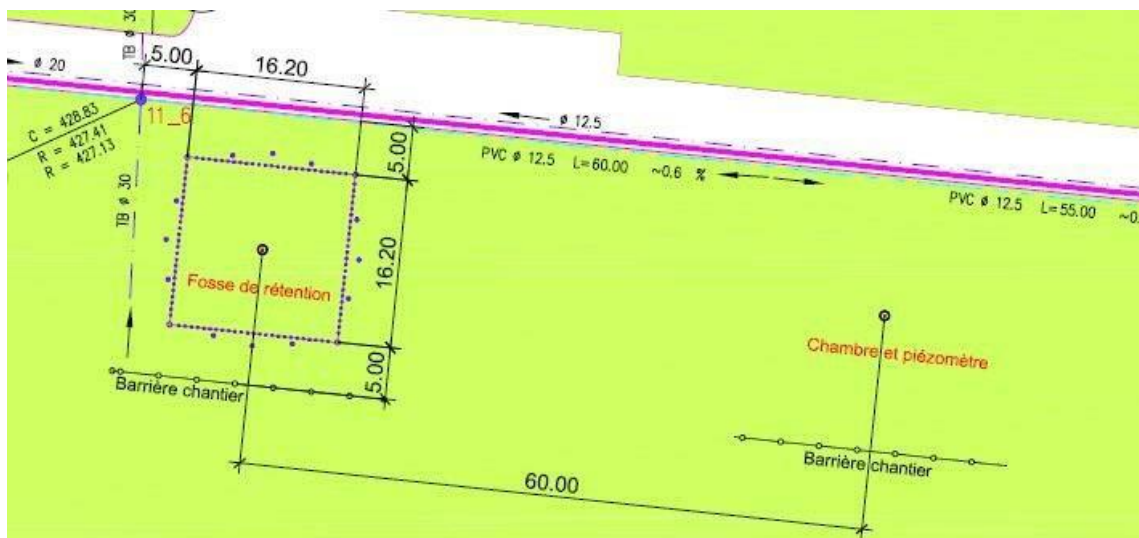 TB ø 30
5.00
16.20
ø 20
11_6
C = 428.83
R = 427.41
R = 427.13
ø 12.5
PVC ø 12.5 L=60.00 ~0.6 %
5.00
PVC ø 12.5 L=55.00 ~0.
TB ø 30
16.20
Fosse de rétention
Chambre et piézomètre
5.00
Barrière chantier
Barrière chantier
60.00